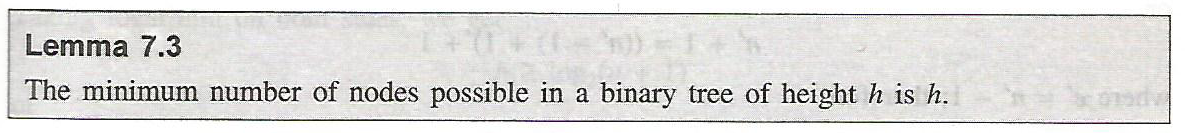 Lemma 7.3
The minimum number of nodes possible in a binary tree of height h is h.